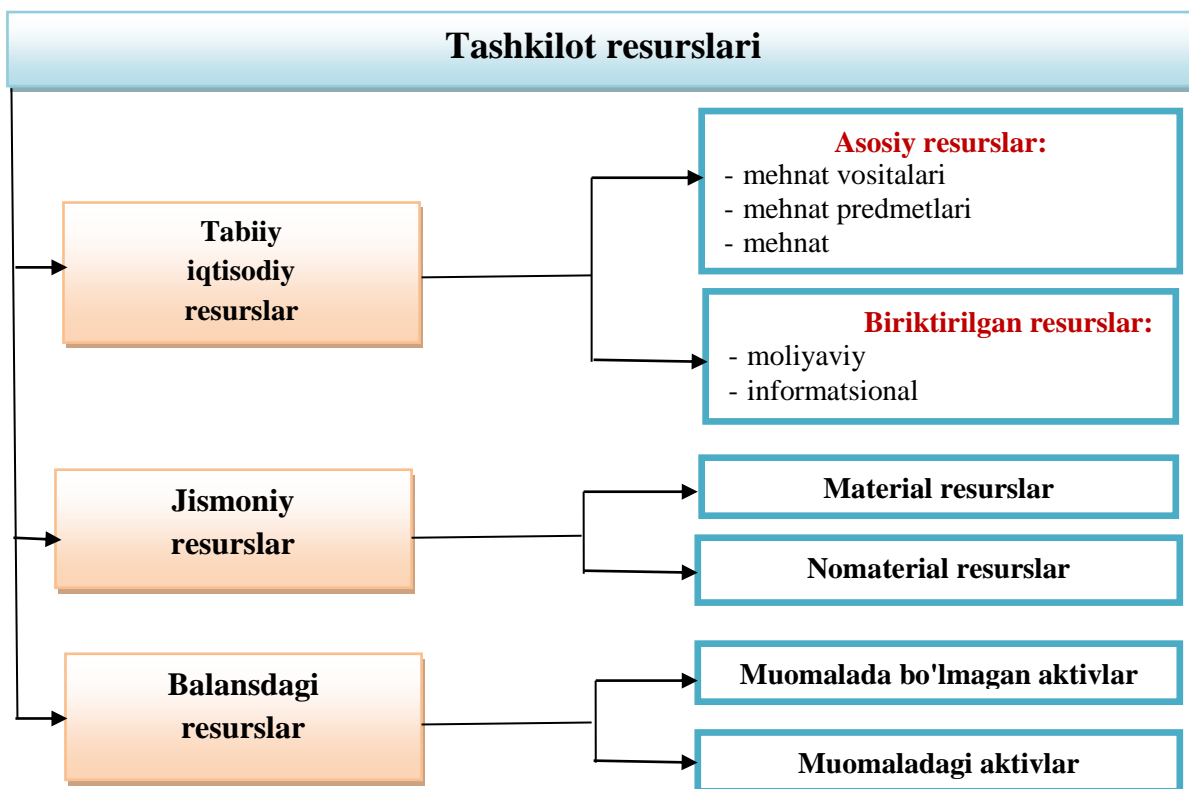 Tashkilot resurslari
Tabiiy
iqtisodiy
resurslar
Asosiy resurslar:
- mehnat vositalari
- mehnat predmetlari
- mehnat
Biriktirilgan resurslar:
- moliyaviy
- informatsional
Jismoniy
resurslar
Material resurslar
Nomaterial resurslar
Balansdagi
resurslar
Muomalada bo'lmagan aktivlar
Muomaladagi aktivlar